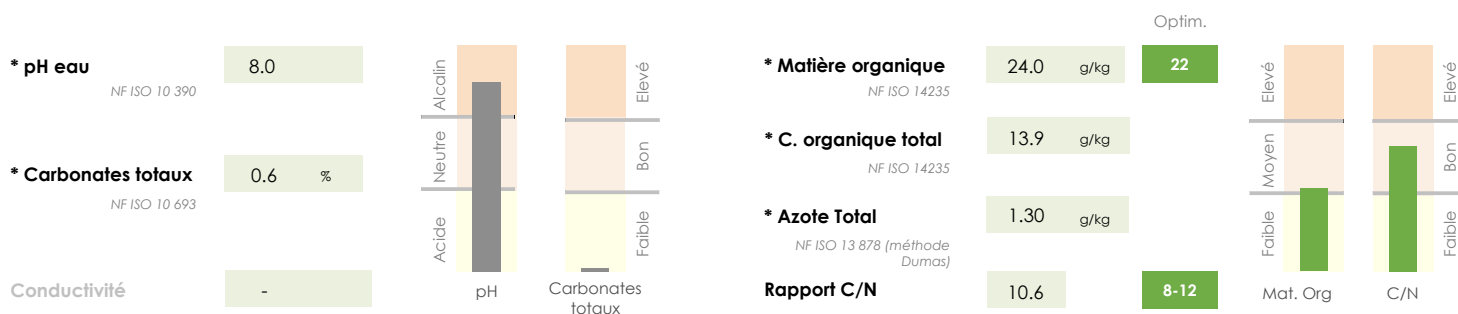 * pH eau
8.0
NF ISO 10 390
* Carbonates totaux
0.6 %
NF ISO 10 693
Conductivité
-
Alcalin
Neutre
Acide
Elevé
Bon
Faible
pH
Carbonates
totaux
Optim.
* Matière organique
24.0 g/kg
22
NF ISO 14235
* C. organique total
13.9 g/kg
NF ISO 14235
* Azote Total
1.30 g/kg
NF ISO 13 878 (méthode
Dumas)
Rapport C/N
10.6
8-12
Elevé
Moyen
Faible
Elevé
Bon
Faible
Mat. Org
C/N